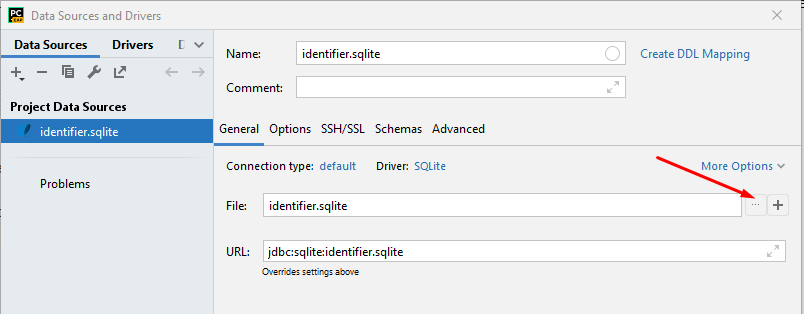 PC
EAP
Data Sources and Drivers
Data Sources Drivers D
Project Data Sources
identifier.sqlite
Problems
Name: identifier.sqlite Create DDL Mapping
Comment:
General Options SSH/SSL Schemas Advanced
Connection type: default Driver: SQLite More Options
File: identifier.sqlite ...
URL: jdbc:sqlite:identifier.sqlite
Overrides settings above